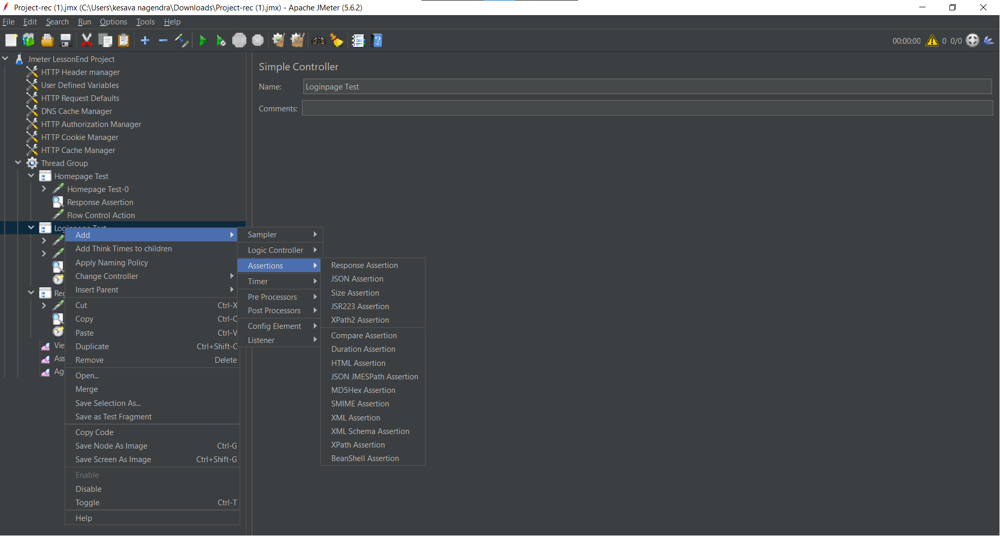 Project-rec (1).jmx (C:\Users\kesava nagendra\Downloads\Project-rec (1).jmx) - Apache JMeter (5.6.2)
File Edit Search Run Options Tools Help
STOP
00:00:00 0 0/0
Jmeter LessonEnd Project
HTTP Header manager
User Defined Variables
HTTP Request Defaults
DNS Cache Manager
HTTP Authorization Manager
HTTP Cookie Manager
HTTP Cache Manager
Thread Group
Homepage Test
Homepage Test-0
Response Assertion
Flow Control Action
Loginpage Test
Reg
Vie
Ass
Ag
Simple Controller
Name: Loginpage Test
Comments:
Add
Add Think Times to children
Apply Naming Policy
Change Controller
Insert Parent
Cut Ctrl-X
Copy Ctrl-C
Paste Ctrl-V
Duplicate Ctrl+Shift-C
Remove Delete
Open...
Merge
Save Selection As...
Save as Test Fragment
Copy Code
Save Node As Image Ctrl-G
Save Screen As Image Ctrl+Shift-G
Enable
Disable
Toggle Ctrl-T
Help
Sampler
Logic Controller
Assertions
Timer
Pre Processors
Post Processors
Config Element
Listener
Response Assertion
JSON Assertion
Size Assertion
JSR223 Assertion
XPath2 Assertion
Compare Assertion
Duration Assertion
HTML Assertion
JSON JMESPath Assertion
MD5Hex Assertion
SMIME Assertion
XML Assertion
XML Schema Assertion
XPath Assertion
BeanShell Assertion